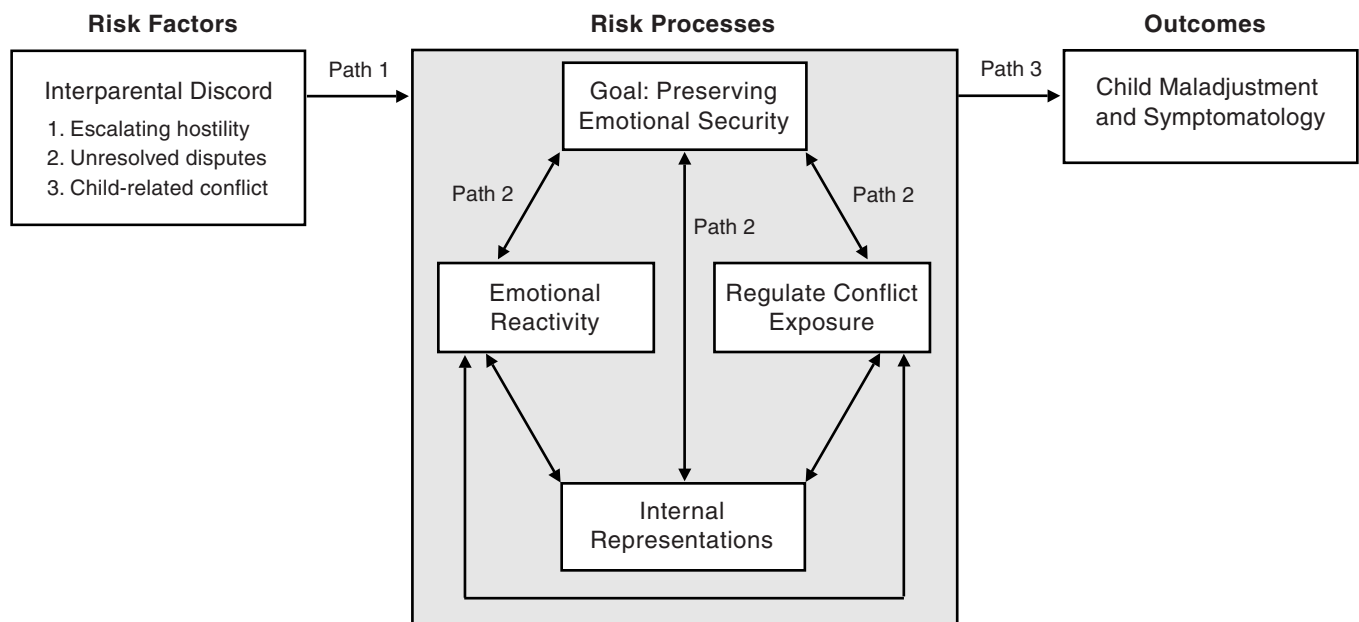 Risk Factors
Risk Processes
Outcomes
Interparental Discord
1. Escalating hostility
2. Unresolved disputes
3. Child-related conflict
Path 1
Goal: Preserving
Emotional Security
Path 3
Child Maladjustment
and Symptomatology
Path 2
Path 2
Path 2
Emotional
Reactivity
Regulate Conflict
Exposure
Internal
Representations